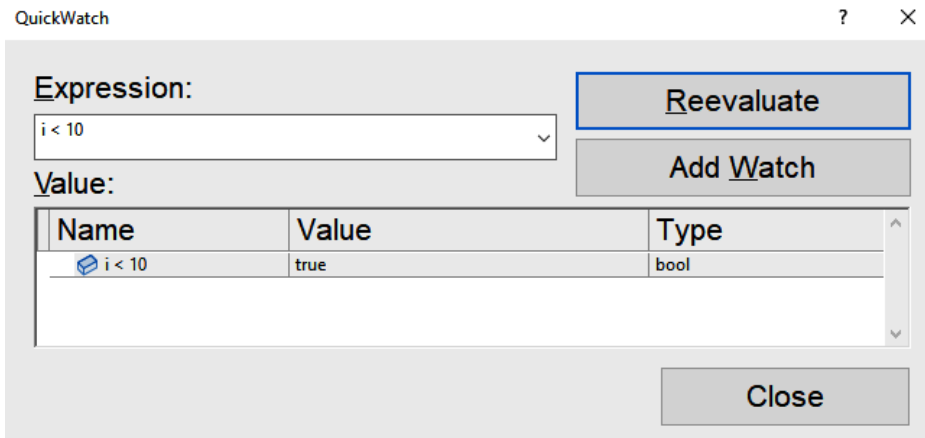 QuickWatch ? ×
Expression:
i < 10
Reevaluate
Add Watch
Value:
Name Value Type
i < 10 true bool
Close